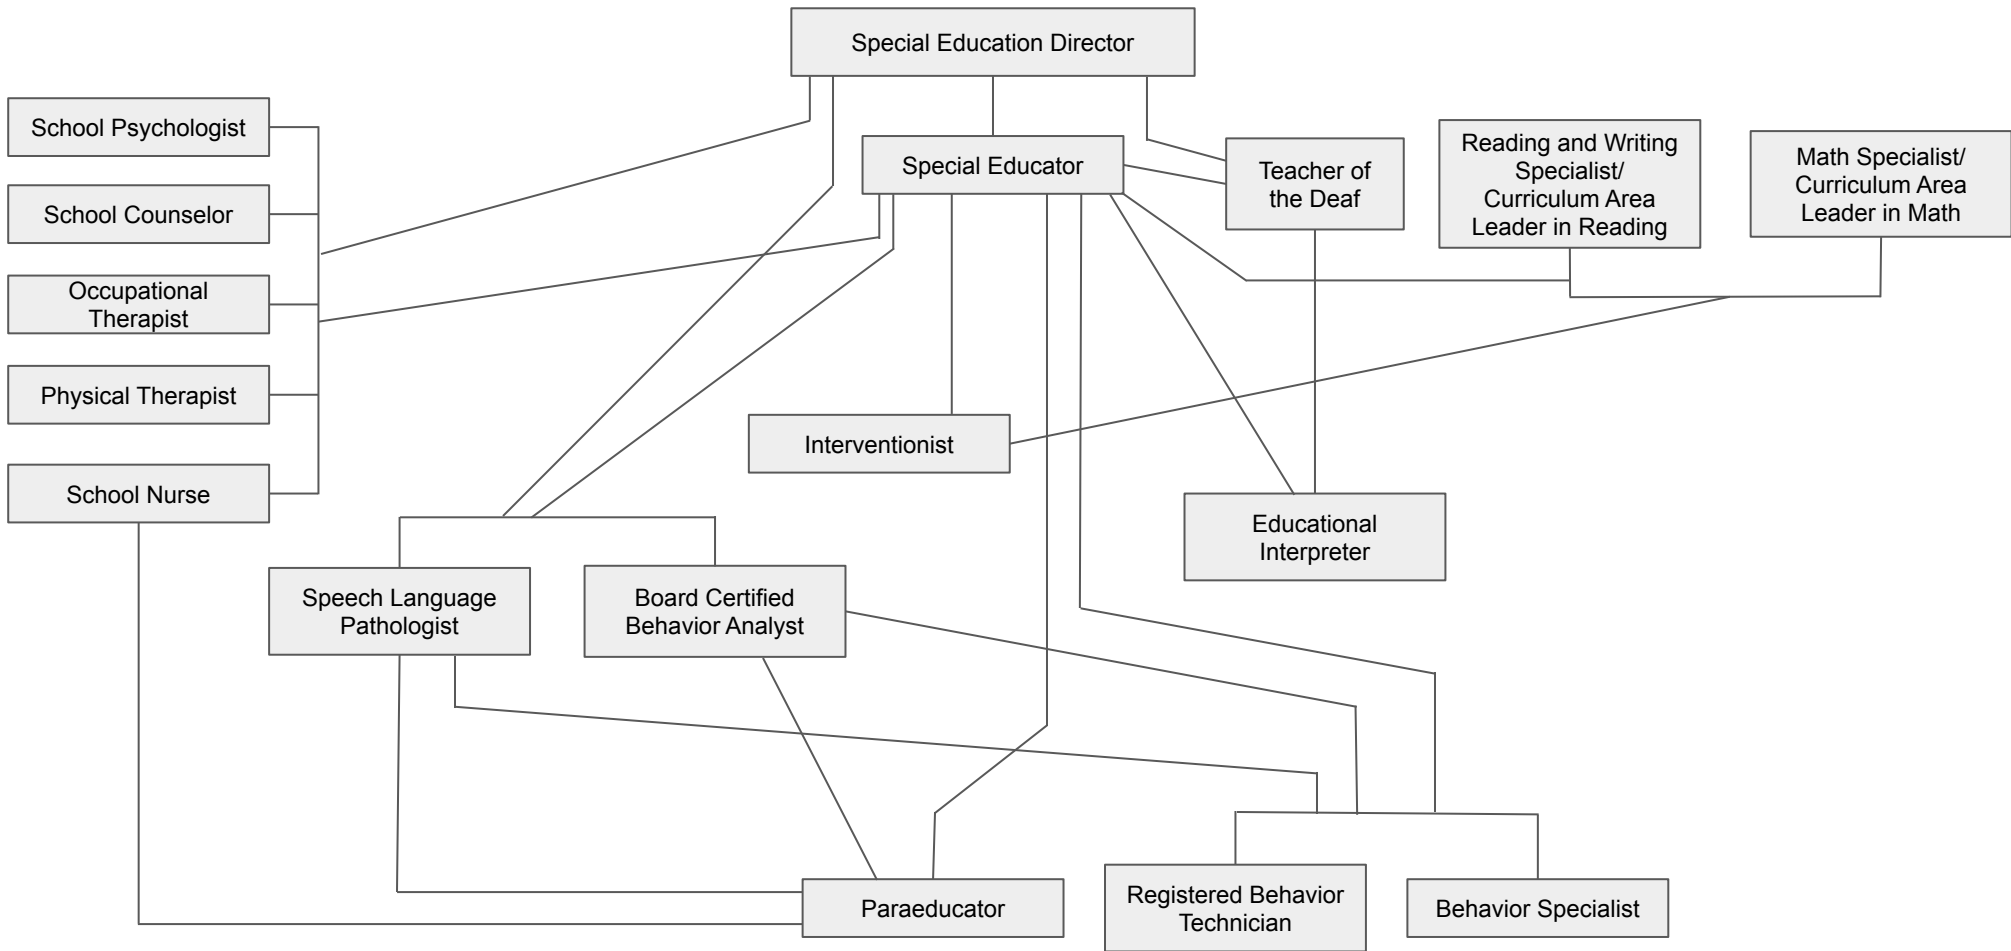 Special Education Director
School Psychologist
School Counselor
Occupational
Therapist
Physical Therapist
School Nurse
Special Educator
Teacher of
the Deaf
Reading and Writing
Specialist/
Curriculum Area
Leader in Reading
Math Specialist/
Curriculum Area
Leader in Math
Interventionist
Educational
Interpreter
Speech Language
Pathologist
Board Certified
Behavior Analyst
Paraeducator
Registered Behavior
Technician
Behavior Specialist